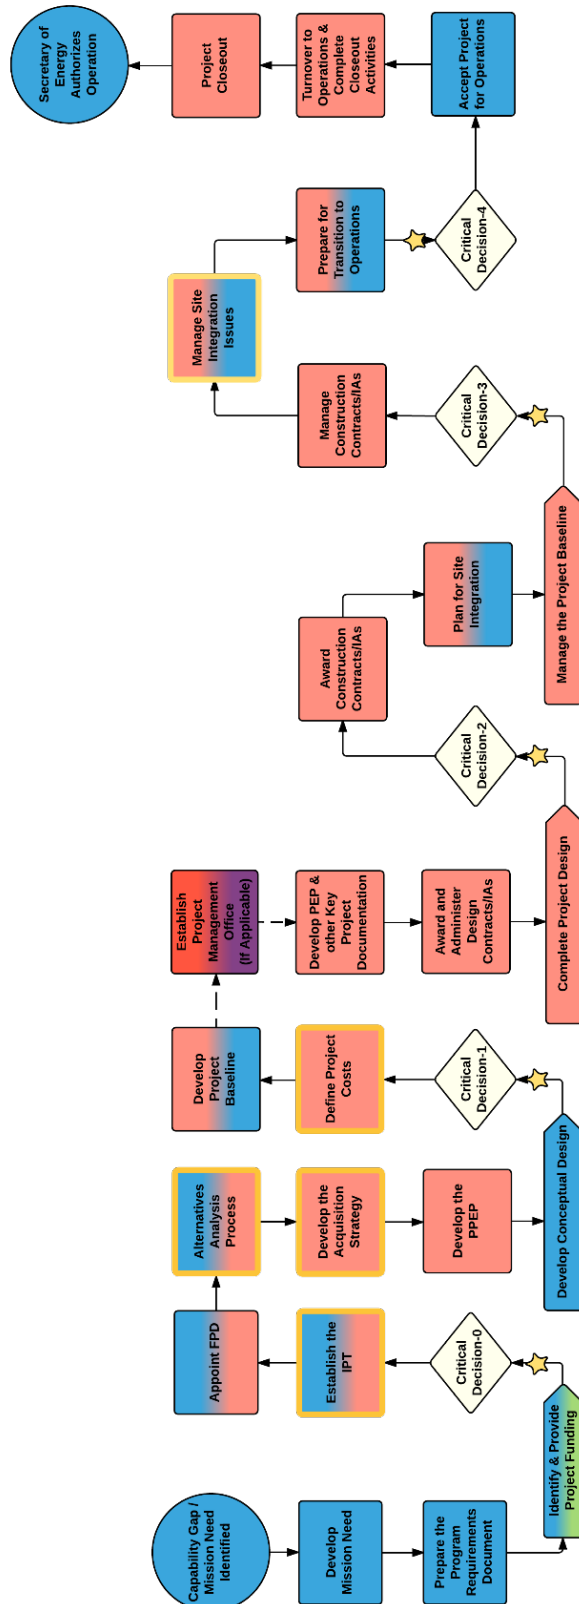 Capability Gap /
Mission Need
Identified
Develop
Mission Need
Prepare the
Program
Requirements
Document
Identify & Provide
Project Funding
Critical
Decision-0
Establish the
IPT
Appoint FPD
Alternatives
Analysis
Process
Develop the
Acquisition
Strategy
Develop the
PPEP
Develop Conceptual Design
Critical
Decision-1
Define Project
Costs
Develop
Project
Baseline
Establish
Project
Management
Office
(If Applicable)
Develop PEP &
other Key
Project
Documentation
Award and
Administer
Design
Contracts/IAs
Complete Project Design
Critical
Decision-2
Award
Construction
Contracts/IAs
Plan for Site
Integration
Manage the Project Baseline
Critical
Decision-3
Manage
Construction
Contracts/IAs
Manage Site
Integration
Issues
Prepare for
Transition to
Operations
Critical
Decision-4
Accept Project
for Operations
Turnover to
Operations &
Complete
Closeout
Activities
Project
Closeout
Secretary of
Energy
Authorizes
Operation